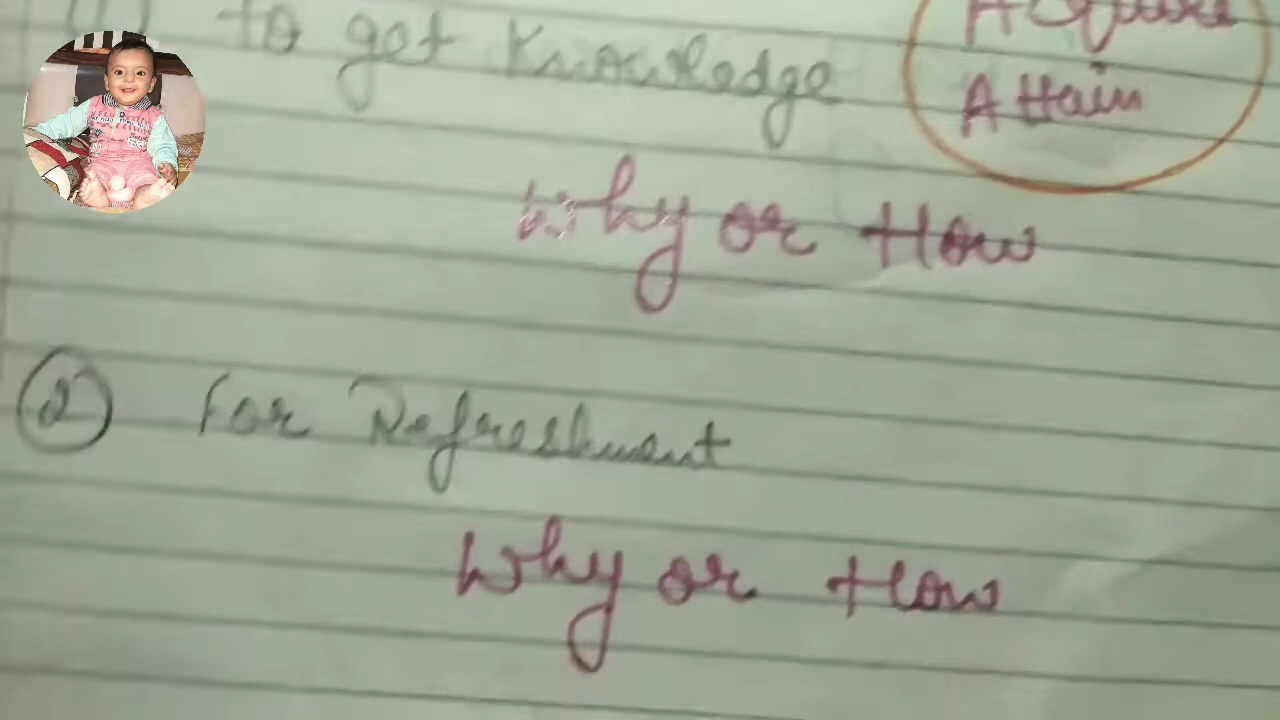 (1) to get Knowledge
Acquire
Attain
Why or How
(2) For Refreshment
Why or How